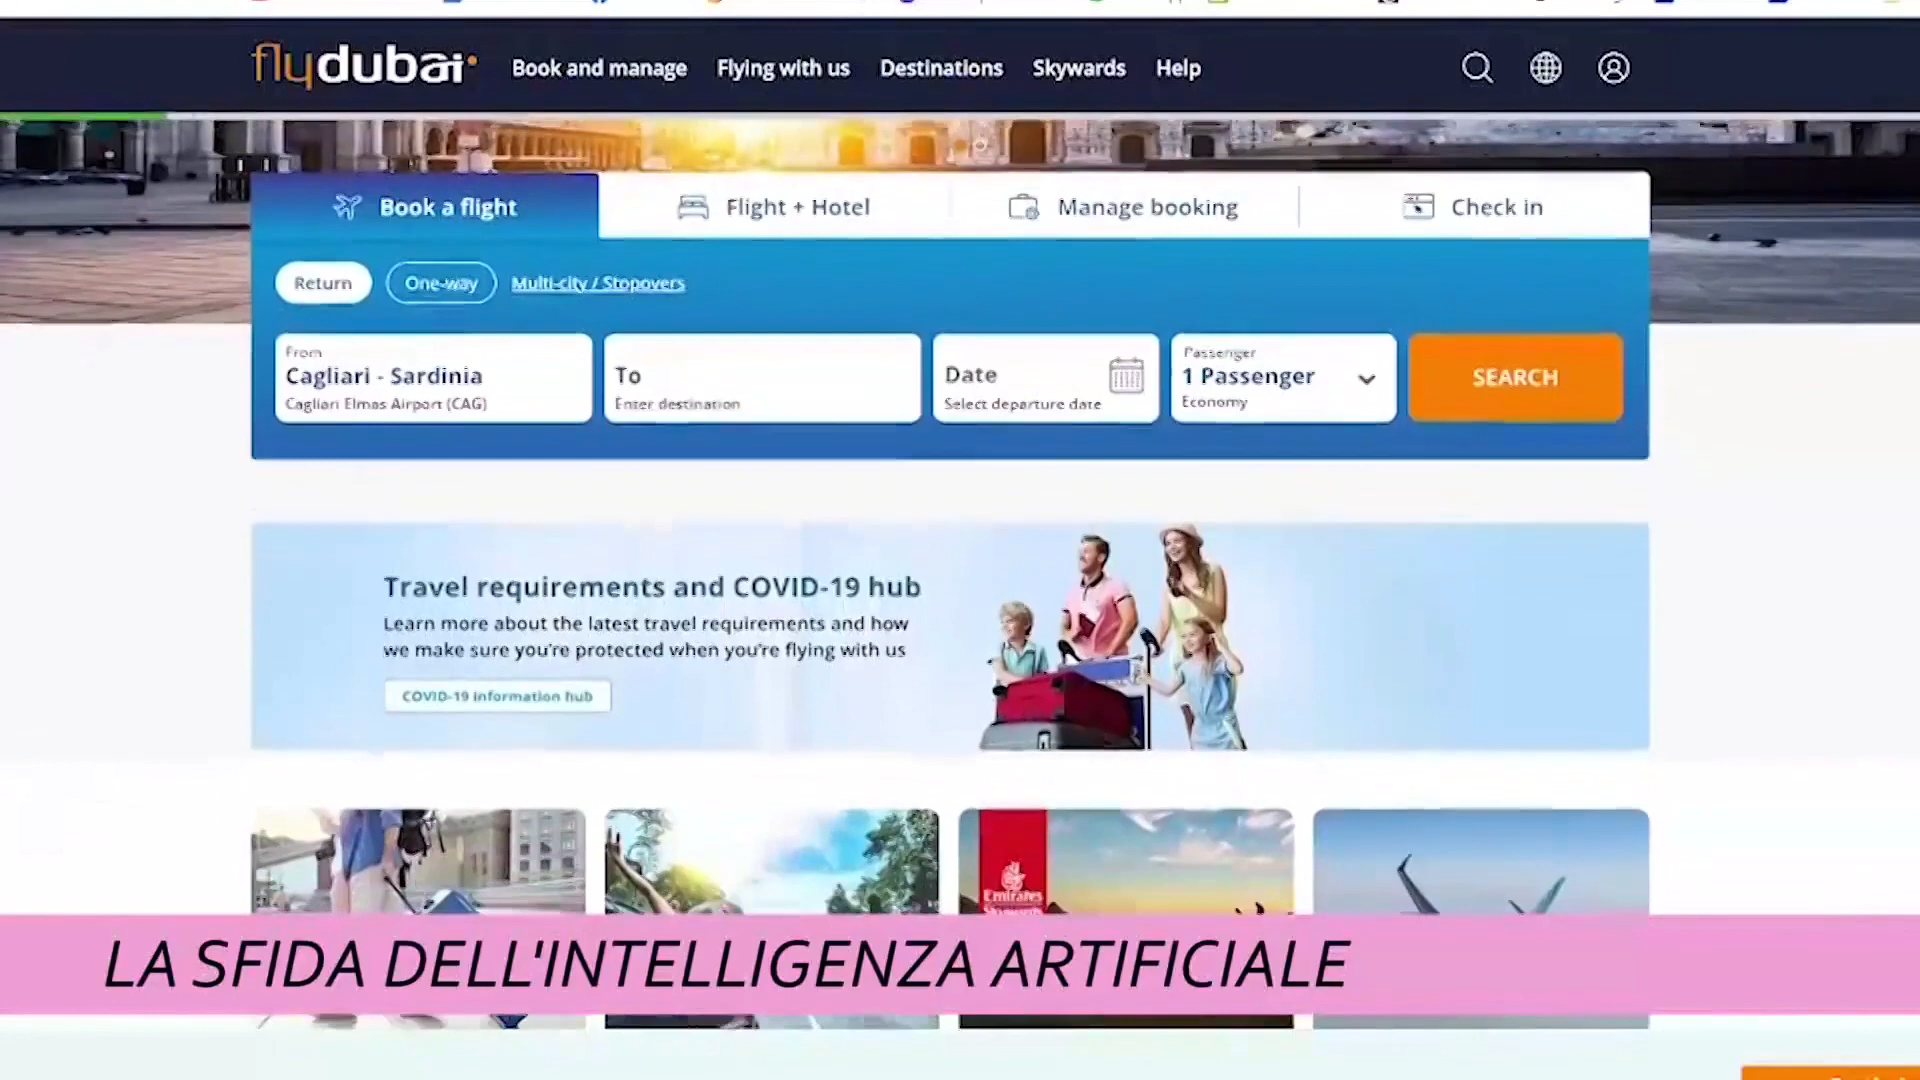 flydubai
Book and manage
Flying with us
Destinations
Skywards
Help
Book a flight
Flight + Hotel
Manage booking
Check in
Return
One-way
Multi-city / Stopovers
From
Cagliari - Sardinia
Cagliari Elmas Airport (CAG)
To
Enter destination
Date
Select departure date
Passenger
1 Passenger
Economy
SEARCH
Travel requirements and COVID-19 hub
Learn more about the latest travel requirements and how
we make sure you're protected when you're flying with us
COVID-19 information hub
Emirates
Skywards
LA SFIDA DELL'INTELLIGENZA ARTIFICIALE